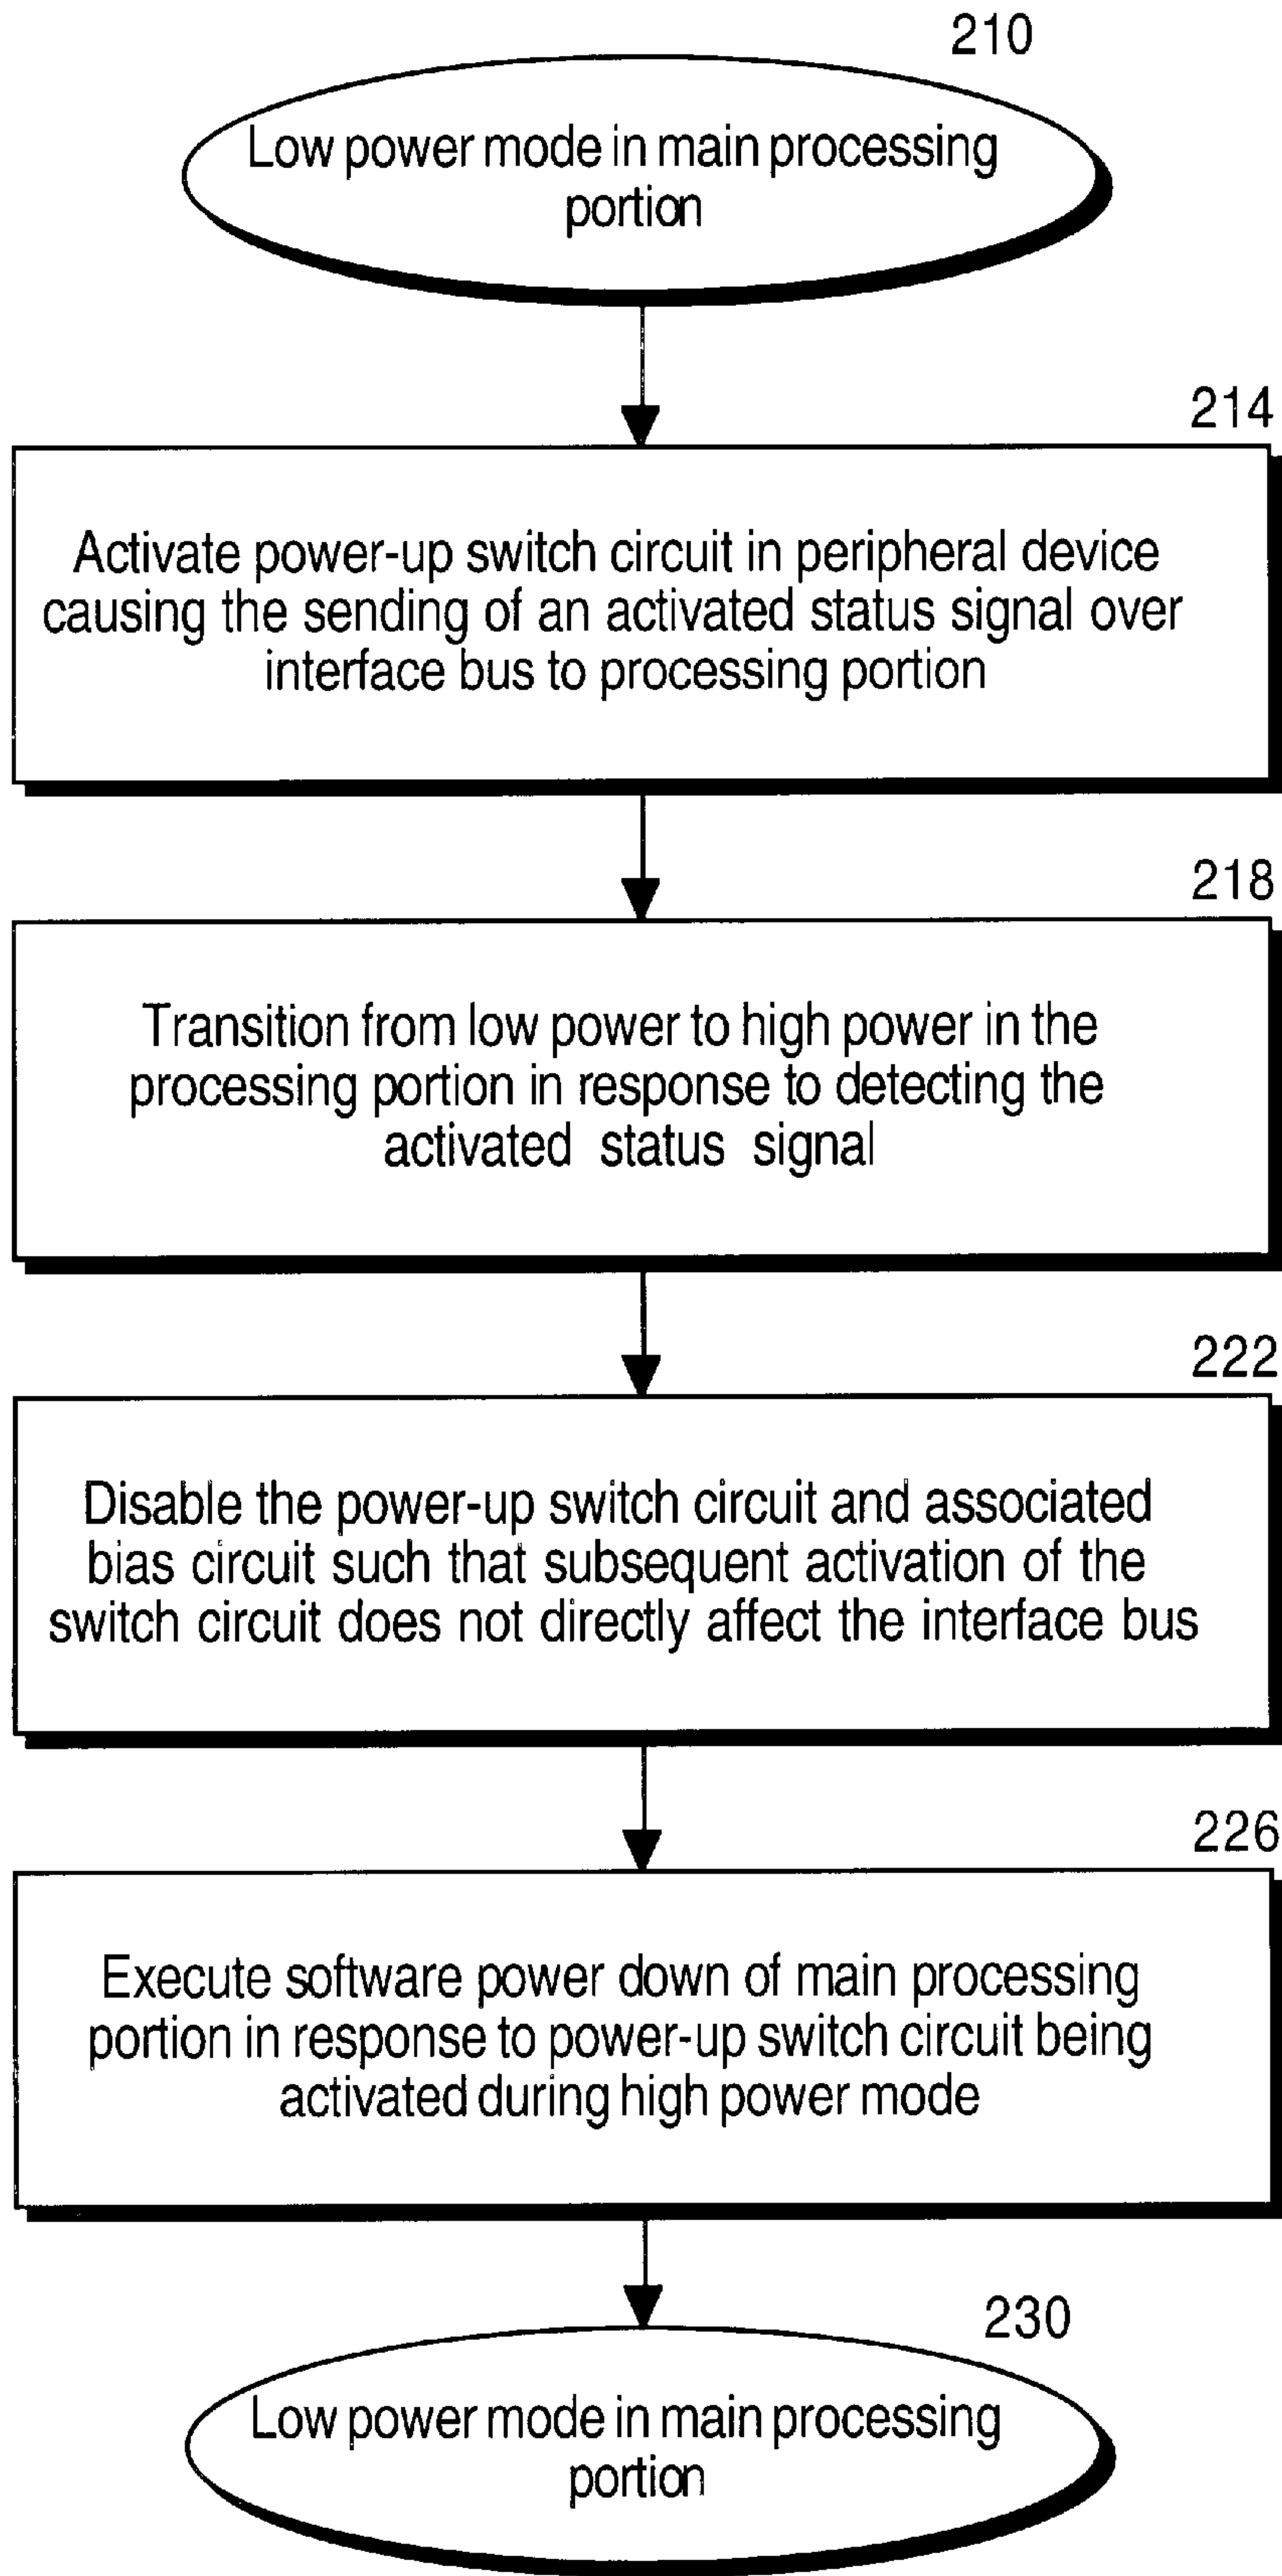 210
Low power mode in main processing
portion
214
Activate power-up switch circuit in peripheral device
causing the sending of an activated status signal over
interface bus to processing portion
218
Transition from low power to high power in the
processing portion in response to detecting the
activated status signal
222
Disable the power-up switch circuit and associated
bias circuit such that subsequent activation of the
switch circuit does not directly affect the interface bus
226
Execute software power down of main processing
portion in response to power-up switch circuit being
activated during high power mode
230
Low power mode in main processing
portion